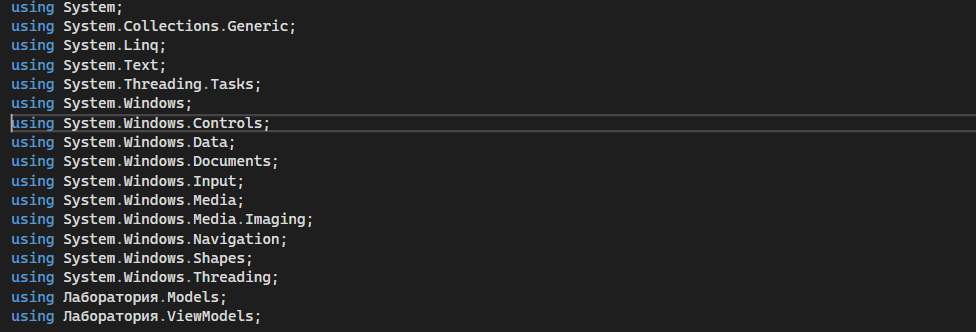 using System;
using System.Collections.Generic;
using System.Linq;
using System.Text;
using System.Threading.Tasks;
using System.Windows;
using System.Windows.Controls;
using System.Windows.Data;
using System.Windows.Documents;
using System.Windows.Input;
using System.Windows.Media;
using System.Windows.Media.Imaging;
using System.Windows.Navigation;
using System.Windows.Shapes;
using System.Windows.Threading;
using Лаборатория.Models;
using Лаборатория.ViewModels;